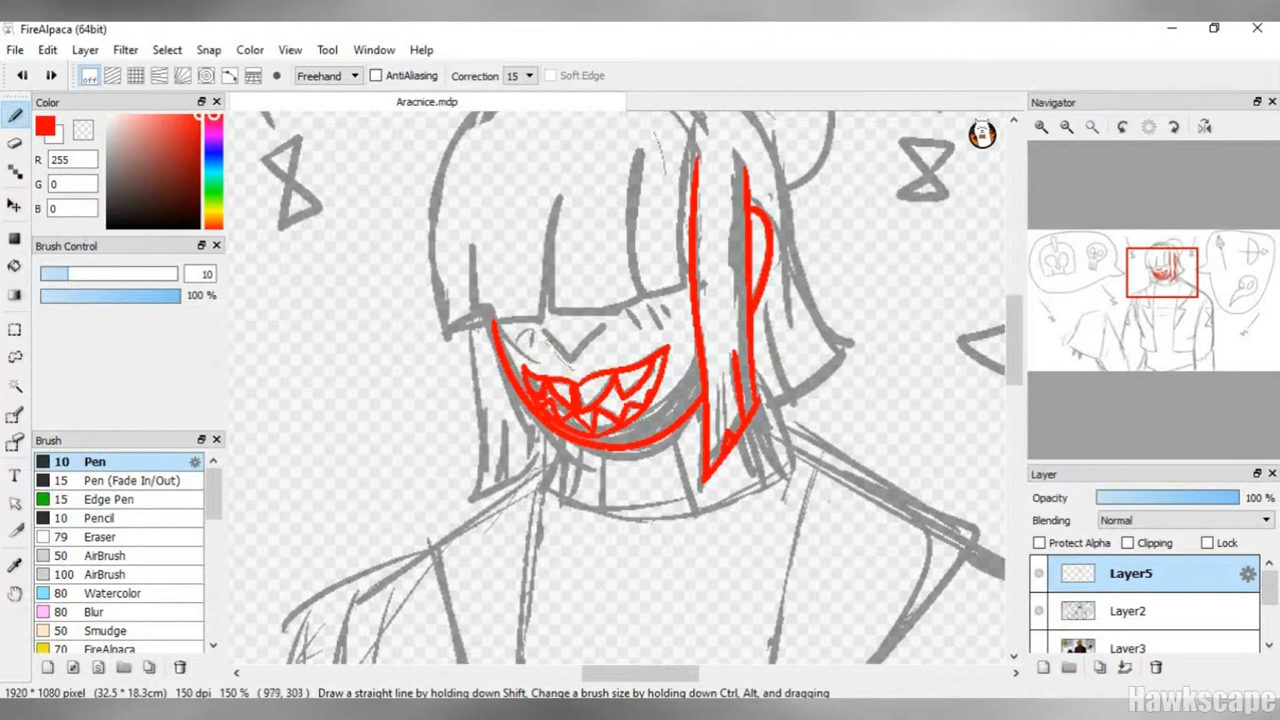 FireAlpaca (64bit)
File Edit Layer Filter Select Snap Color View Tool Window Help
off Freehand AntiAliasing Correction 15 Soft Edge
Color
Aracnice.mdp
Navigator
R 255
G 0
B 0
Brush Control
10
100 %
Brush
10 Pen
15 Pen (Fade In/Out)
15 Edge Pen
10 Pencil
79 Eraser
50 AirBrush
100 AirBrush
80 Watercolor
80 Blur
50 Smudge
70 FireAlpaca
Layer
Opacity 100 %
Blending Normal
Protect Alpha Clipping Lock
Layer5
Layer2
Layer3
1920 * 1080 pixel (32.5 * 18.3cm) 150 dpi 150 % ( 979, 303 ) Draw a straight line by holding down Shift, Change a brush size by holding down Ctrl, Alt, and dragging
Hawkscape